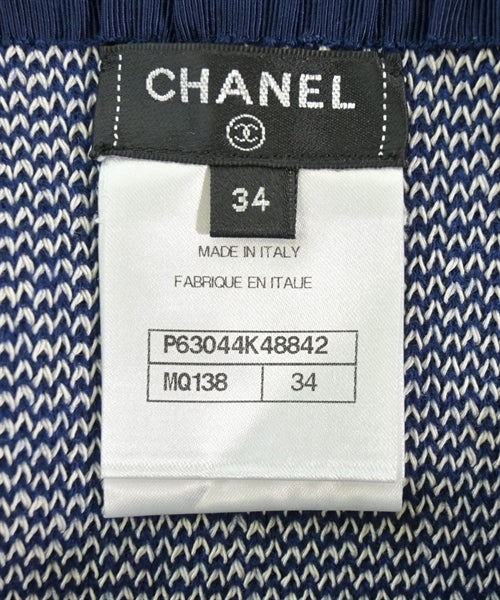 CHANEL
34
MADE IN ITALY
FABRIQUE EN ITALIE
P63044K48842
MQ138 34